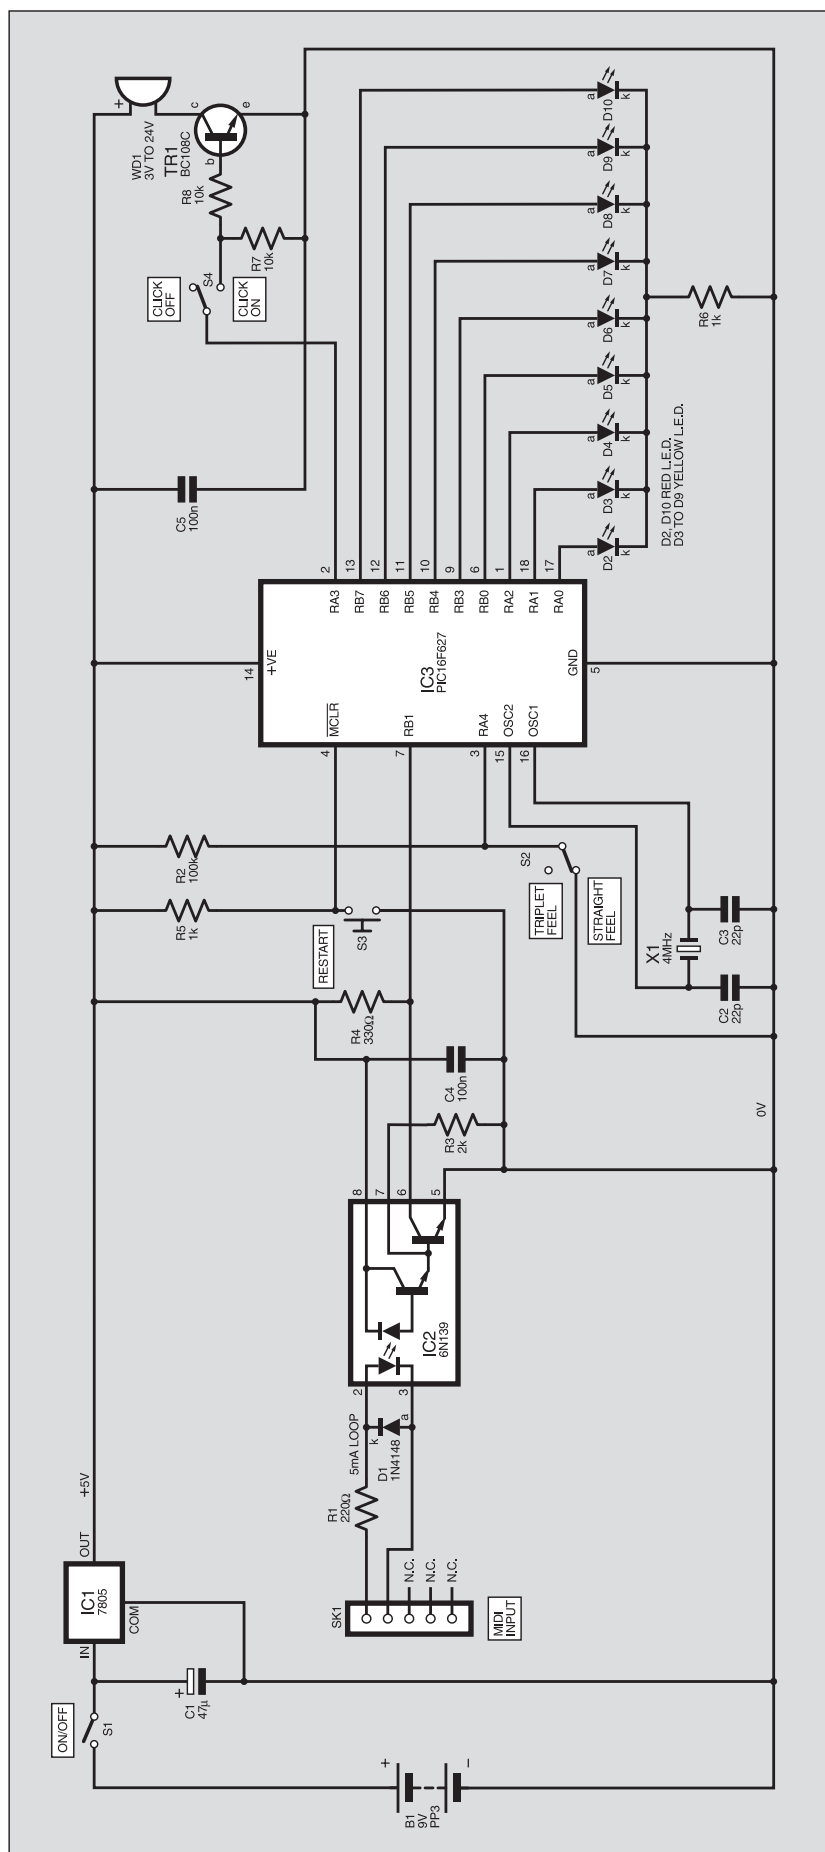 ON/OFF
S1
B1
9V
PP3
+
–
+
C1
47µ
IN
OUT
COM
IC1
7805
+5V
SK1
N.C.
N.C.
N.C.
MIDI
INPUT
R1
220Ω
5mA LOOP
k
a
D1
1N4148
2
3
IC2
6N139
8
7
6
5
R3
2k
C4
100n
R4
330Ω
0V
RESTART
S3
R5
1k
R2
100k
S2
TRIPLET
FEEL
STRAIGHT
FEEL
C2
22p
C3
22p
X1
4MHz
4
7
3
15
16
MCLR
RB1
RA4
OSC2
OSC1
14
+VE
IC3
PIC16F627
GND
5
RA3
RB7
RB6
RB5
RB4
RB3
RB0
RA2
RA1
RA0
2
13
12
11
10
9
6
1
18
17
C5
100n
CLICK
OFF
S4
CLICK
ON
R7
10k
R8
10k
b
c
e
TR1
BC108C
WD1
3V TO 24V
+
a
D2
k
a
D3
k
a
D4
k
a
D5
k
a
D6
k
a
D7
k
a
D8
k
a
D9
k
a
D10
k
D2, D10 RED L.E.D.
D3 TO D9 YELLOW L.E.D.
R6
1k